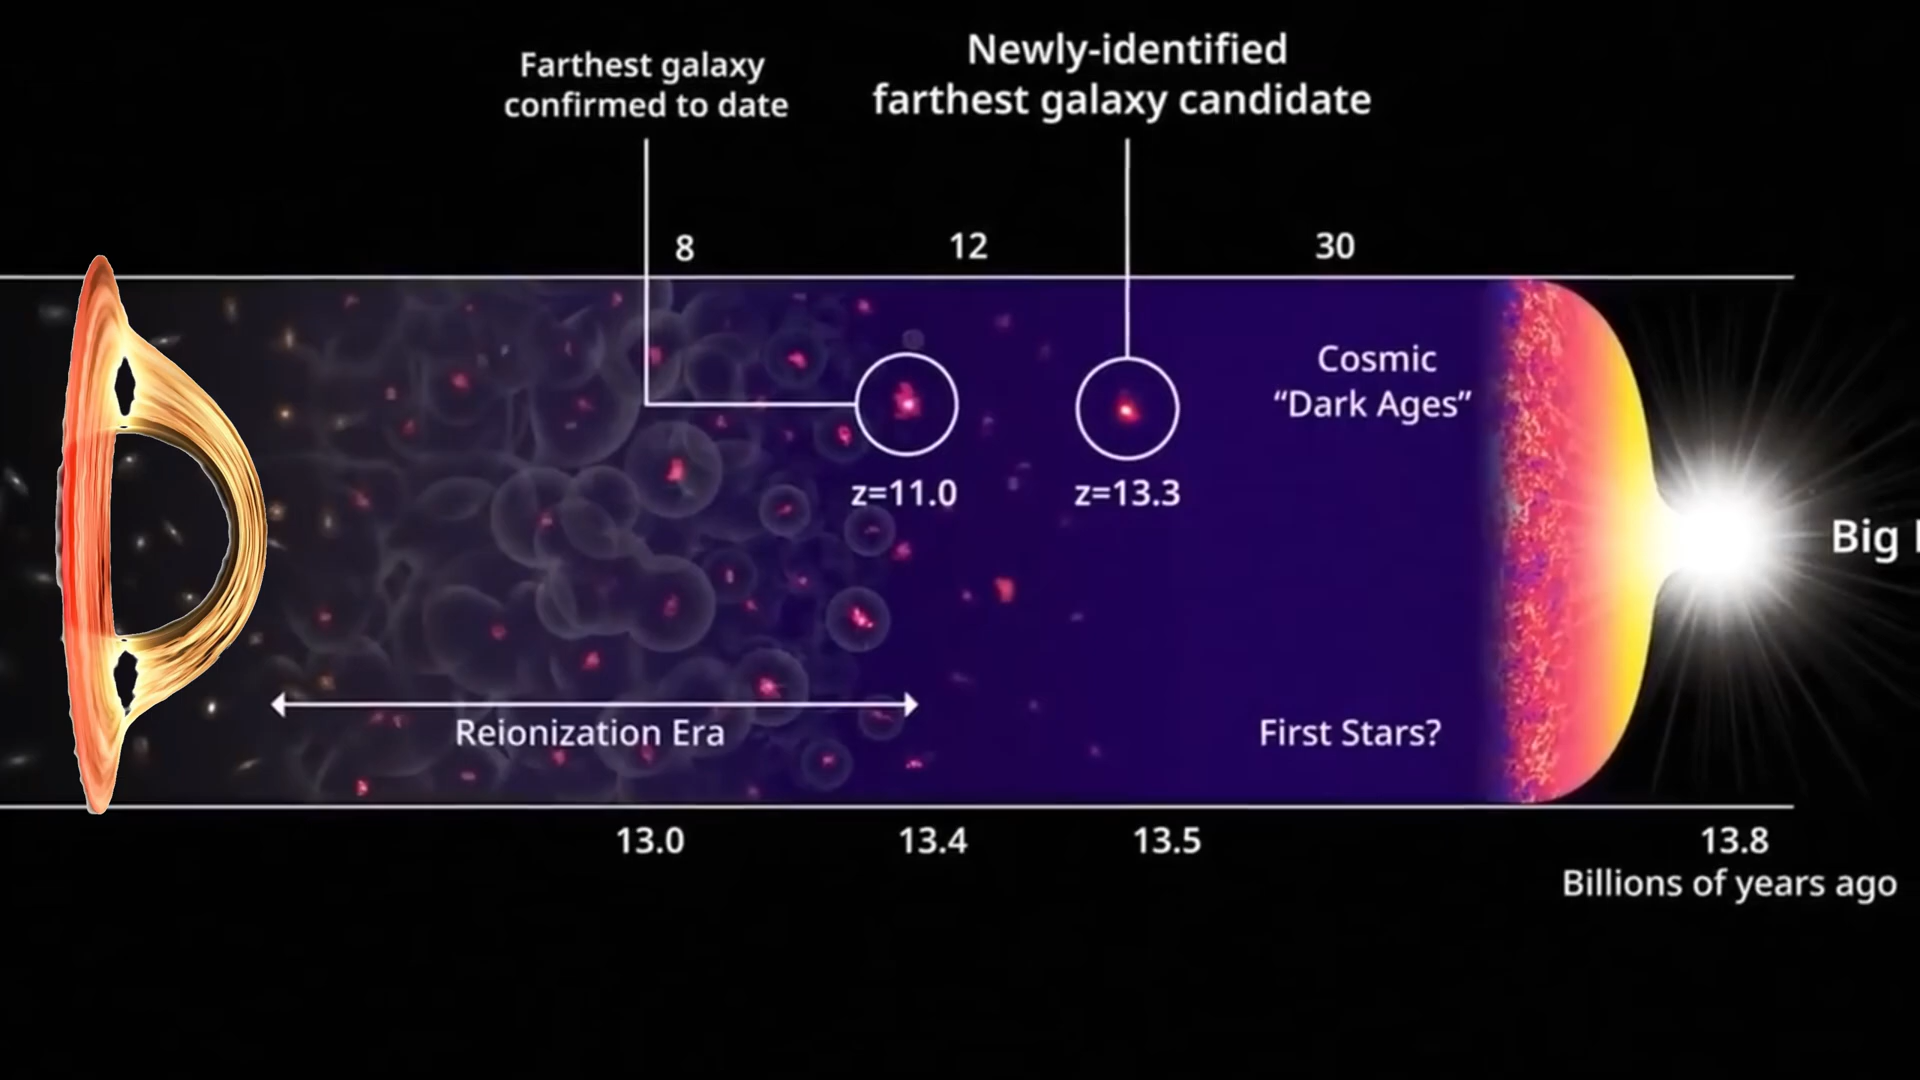 Farthest galaxy
confirmed to date
Newly-identified
farthest galaxy candidate
8
12
30
Cosmic
“Dark Ages”
z=11.0
z=13.3
Big
Reionization Era
First Stars?
13.0
13.4
13.5
13.8
Billions of years ago